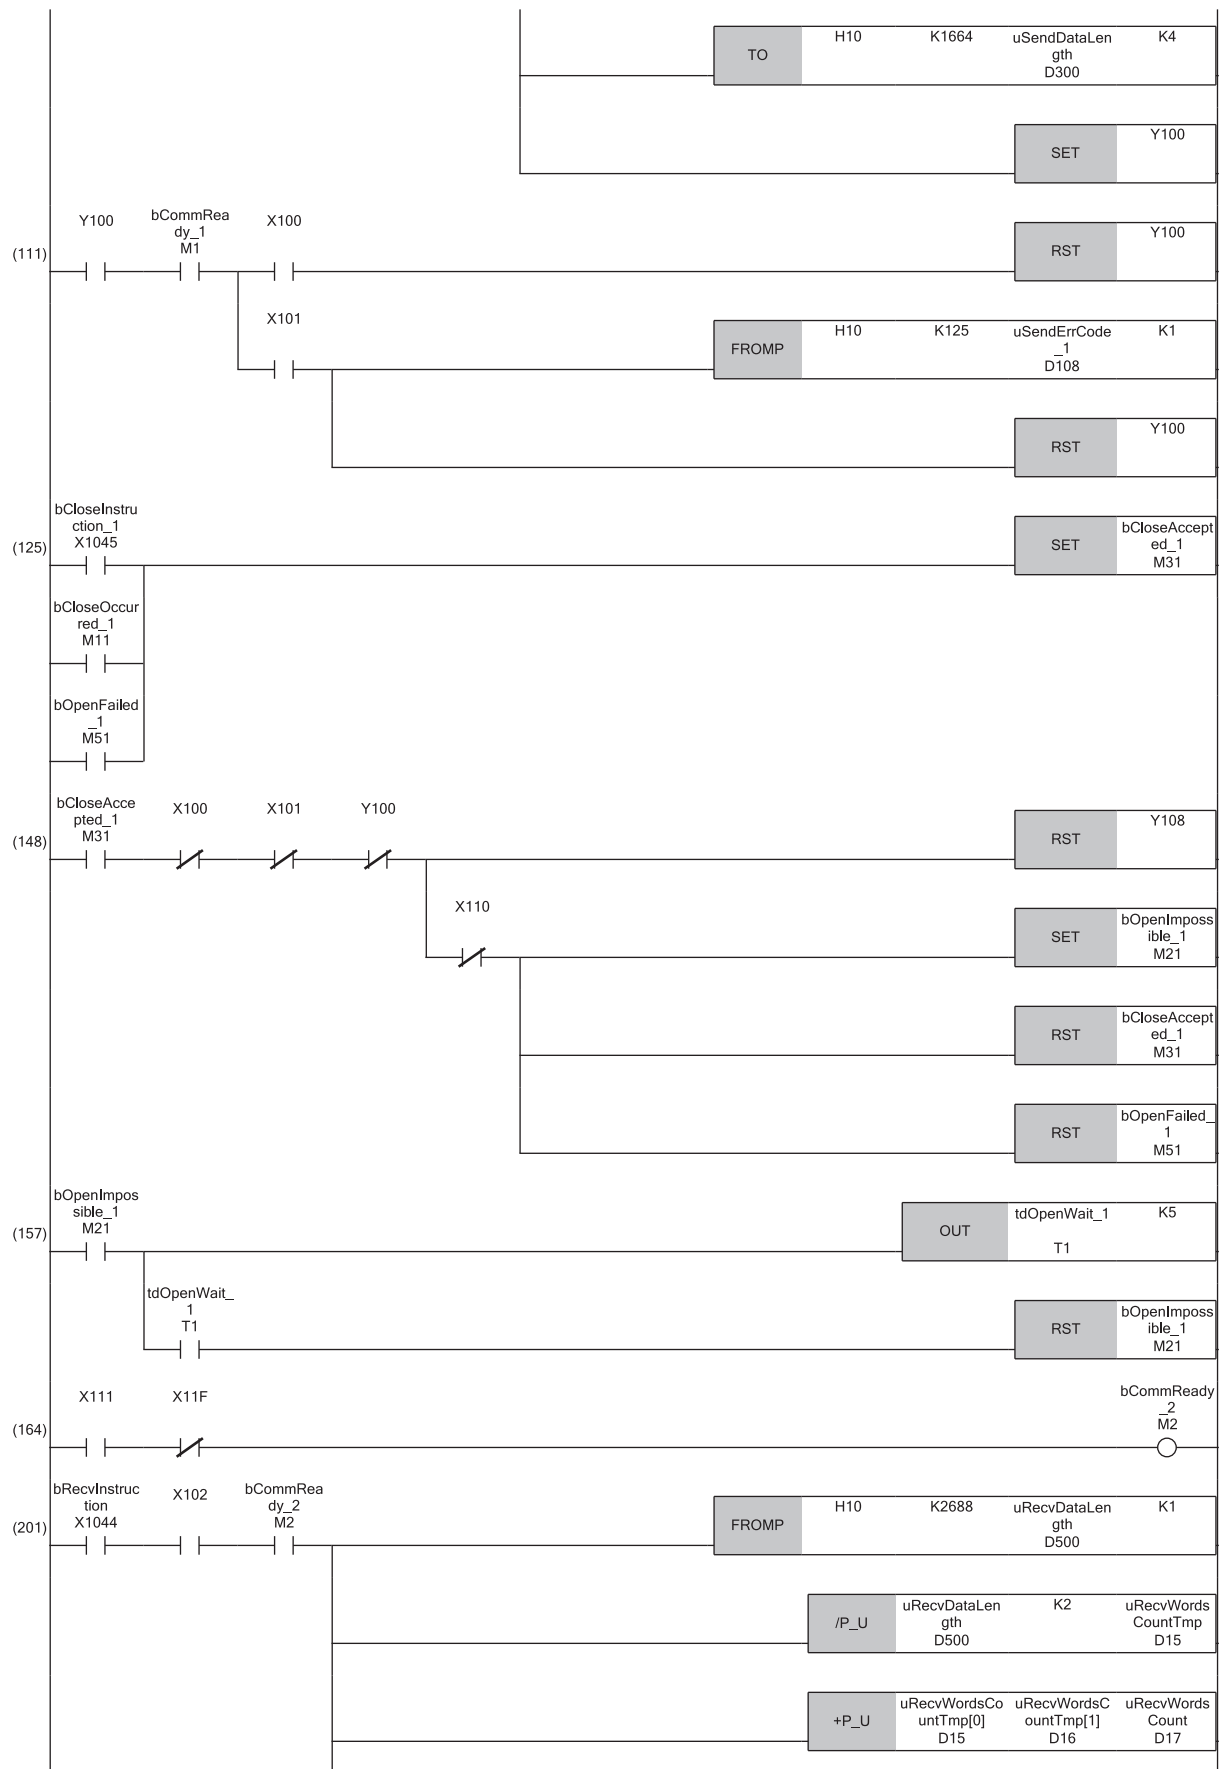 TO H10 K1664 uSendDataLen
gth
D300 K4
SET Y100
(111) Y100 bCommRea
dy_1
M1 X100 RST Y100
X101 FROMP H10 K125 uSendErrCode
_1
D108 K1
RST Y100
(125) bCloseInstru
ction_1
X1045 SET bCloseAccept
ed_1
M31
bCloseOccur
red_1
M11
bOpenFailed
_1
M51
(148) bCloseAcce
pted_1
M31 X100 X101 Y100 RST Y108
X110 SET bOpenImposs
ible_1
M21
RST bCloseAccept
ed_1
M31
RST bOpenFailed_
1
M51
(157) bOpenImpos
sible_1
M21 OUT tdOpenWait_1
T1 K5
tdOpenWait_
1
T1 RST bOpenImposs
ible_1
M21
(164) X111 X11F bCommReady
_2
M2
(201) bRecvInstruc
tion
X1044 X102 bCommRea
dy_2
M2 FROMP H10 K2688 uRecvDataLen
gth
D500 K1
/P_U uRecvDataLen
gth
D500 K2 uRecvWords
CountTmp
D15
+P_U uRecvWordsCo
untTmp[0]
D15 uRecvWordsC
ountTmp[1]
D16 uRecvWords
Count
D17